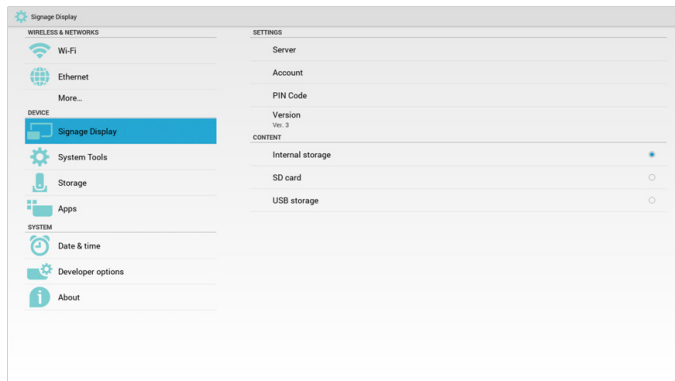 Signage Display
WIRELESS & NETWORKS
Wi-Fi
Ethernet
More...
DEVICE
Signage Display
System Tools
Storage
Apps
SYSTEM
Date & time
Developer options
About
SETTINGS
Server
Account
PIN Code
Version
Ver. 3
CONTENT
Internal storage
SD card
USB storage